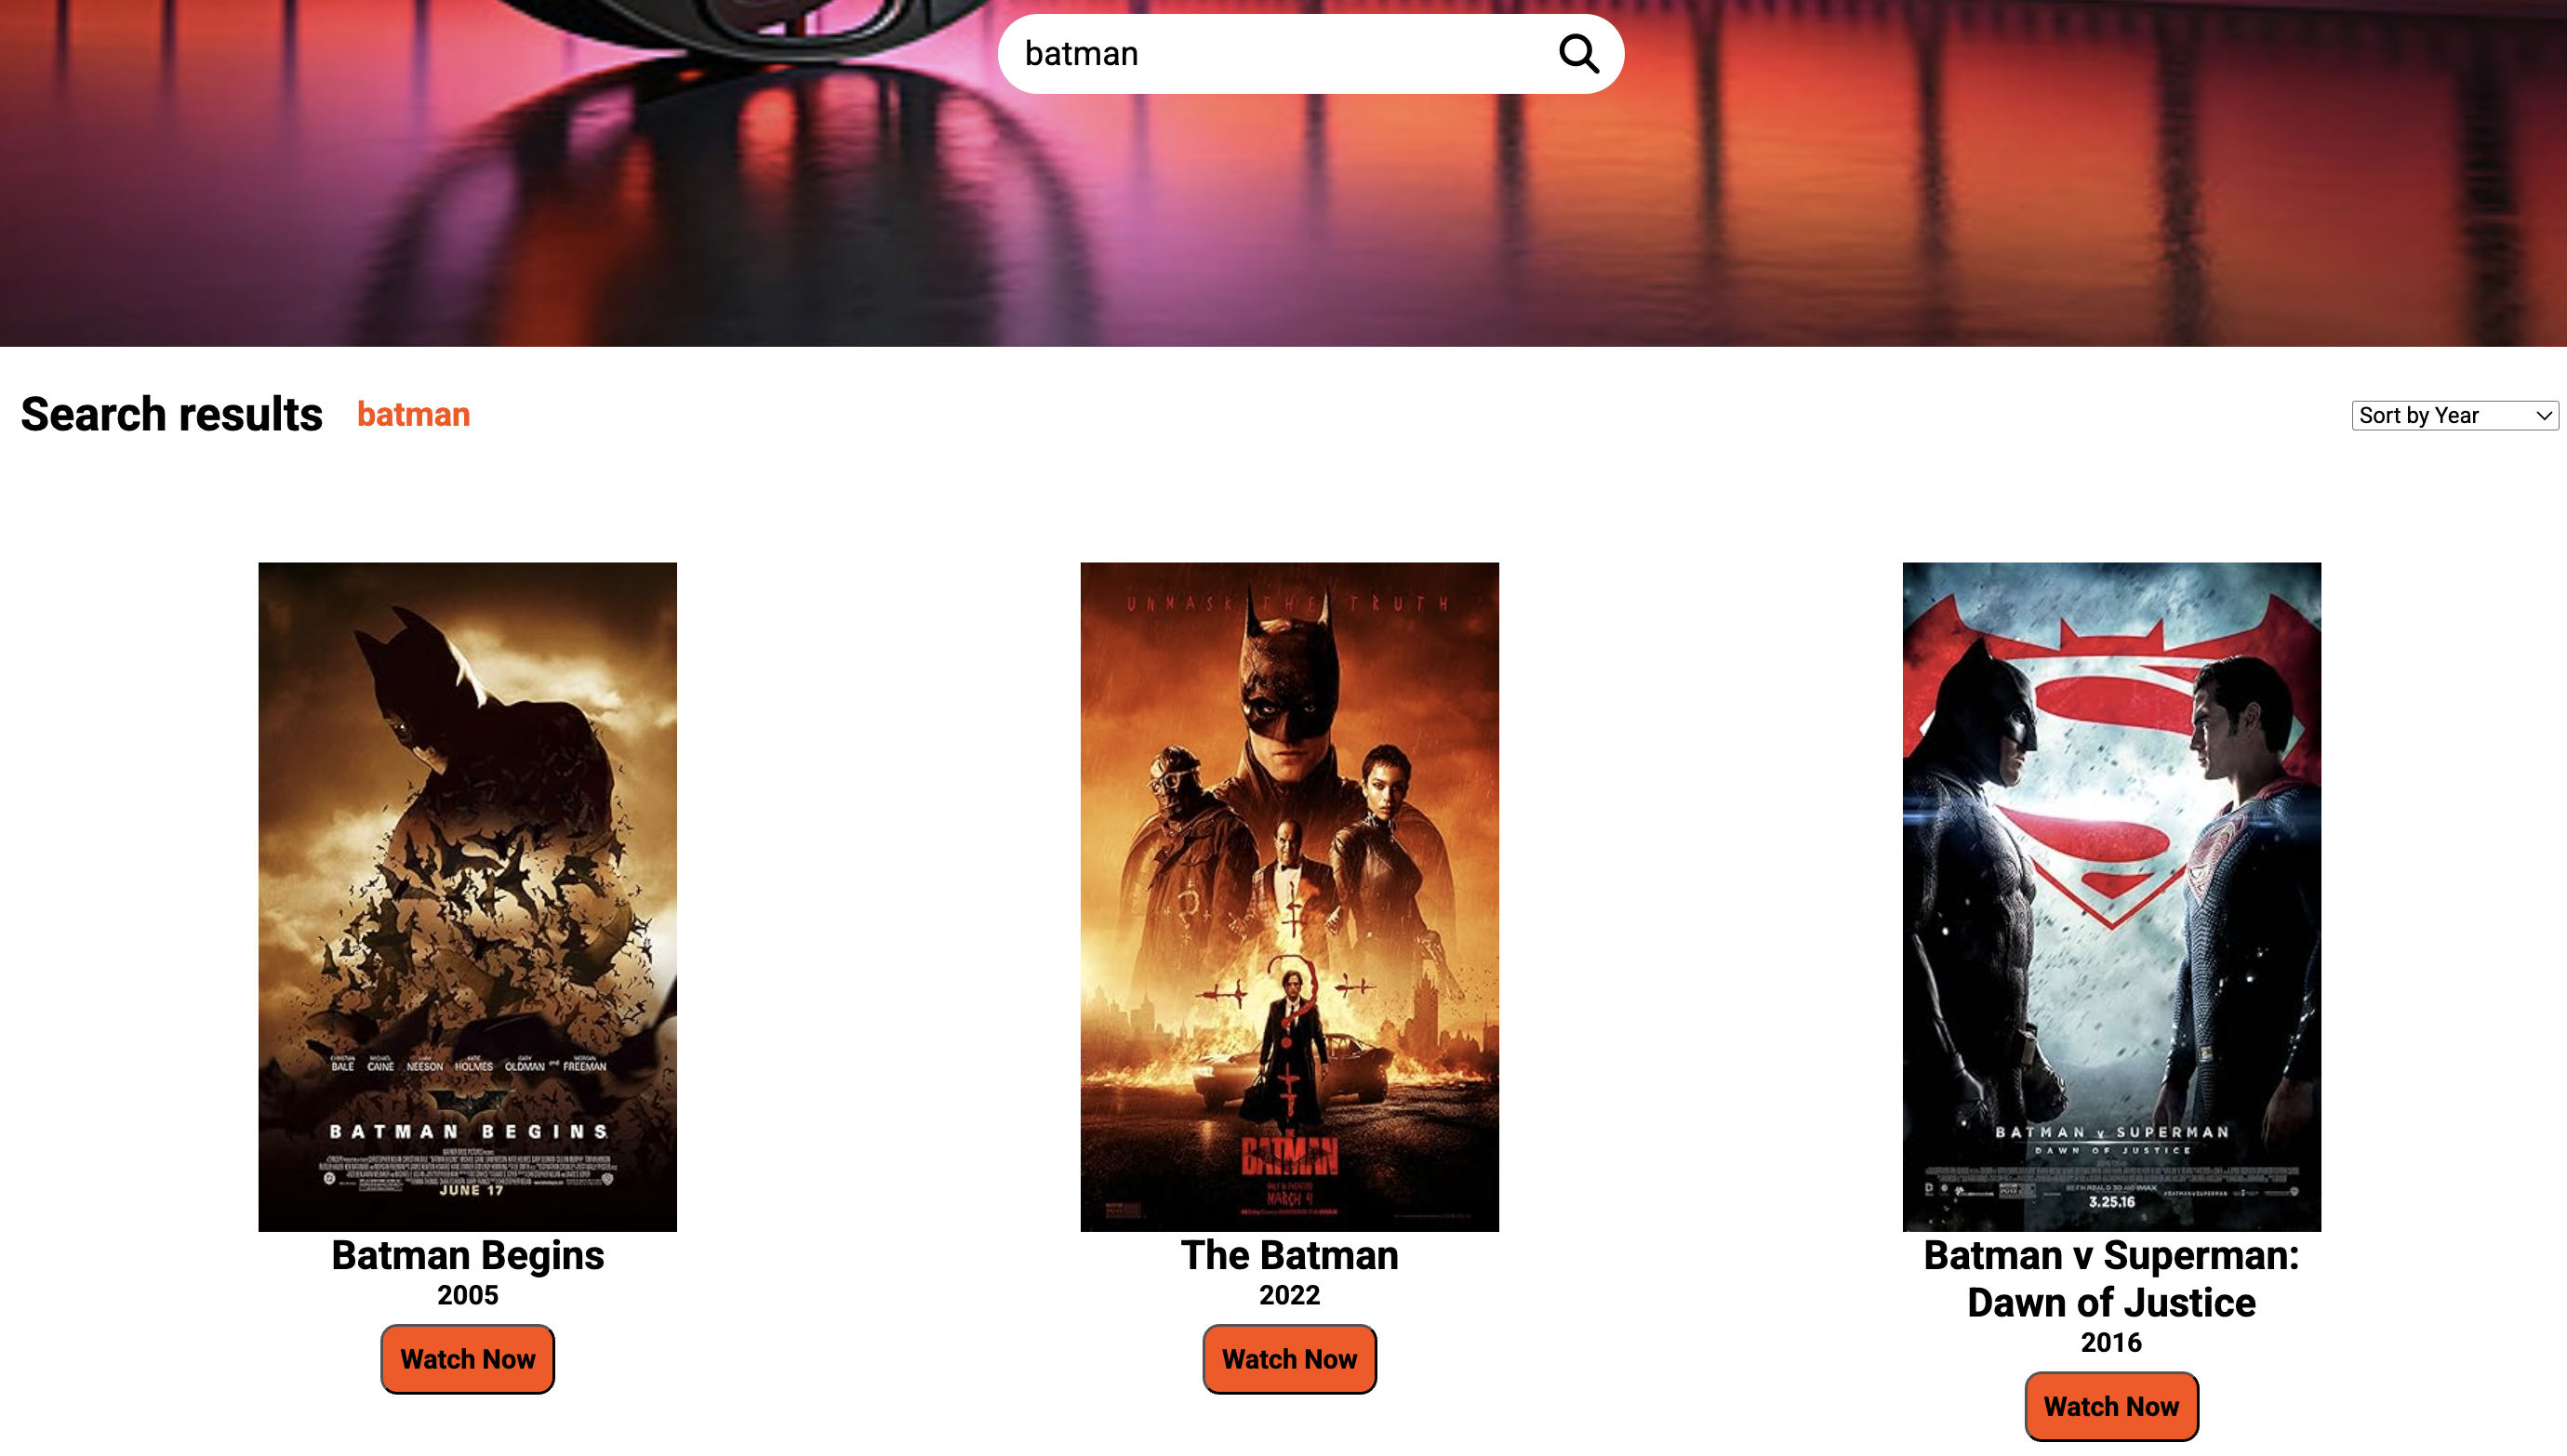 batman
Search results batman
Sort by Year
BALE CAINE NEESON HOLMES OLDMAN and FREEMAN
BATMAN BEGINS
JUNE 17
Batman Begins
2005
Watch Now
UNMASK THE TRUTH
THE
BATMAN
MARCH 4
The Batman
2022
Watch Now
BATMAN v SUPERMAN
DAWN OF JUSTICE
3.25.16
Batman v Superman:
Dawn of Justice
2016
Watch Now